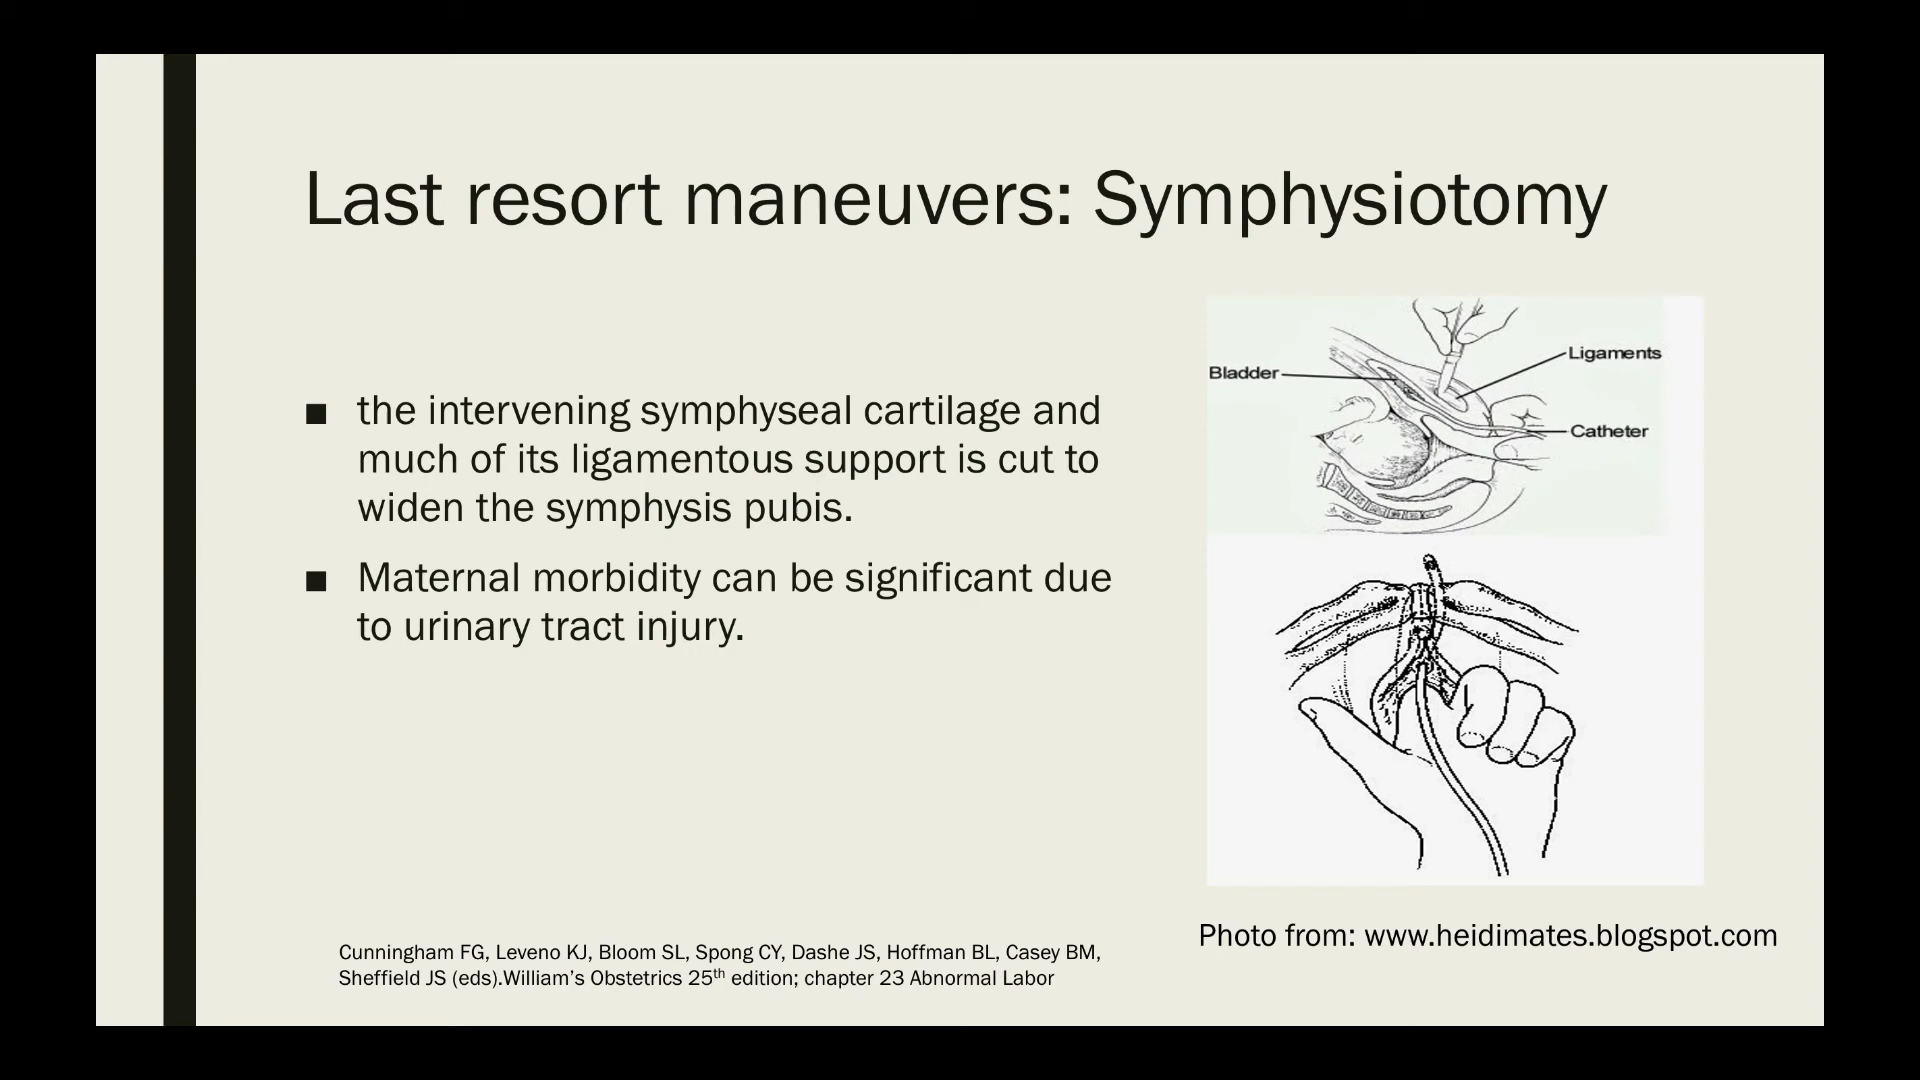 Last resort maneuvers: Symphysiotomy
■ the intervening symphyseal cartilage and
much of its ligamentous support is cut to
widen the symphysis pubis.
■ Maternal morbidity can be significant due
to urinary tract injury.
Bladder
Ligaments
Catheter
Photo from: www.heidimates.blogspot.com
Cunningham FG, Leveno KJ, Bloom SL, Spong CY, Dashe JS, Hoffman BL, Casey BM,
Sheffield JS (eds).William’s Obstetrics 25th edition; chapter 23 Abnormal Labor